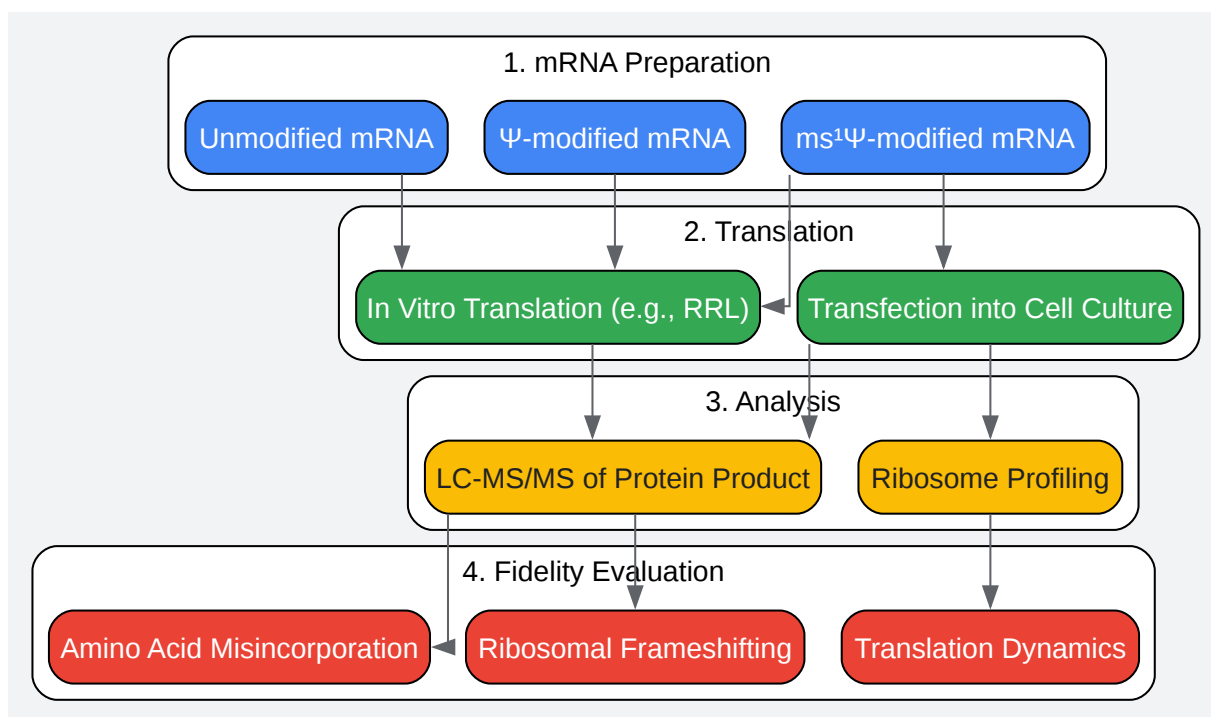 1. mRNA Preparation
Unmodified mRNA
Ψ-modified mRNA
ms¹Ψ-modified mRNA
2. Translation
In Vitro Translation (e.g., RRL)
Transfection into Cell Culture
3. Analysis
LC-MS/MS of Protein Product
Ribosome Profiling
4. Fidelity Evaluation
Amino Acid Misincorporation
Ribosomal Frameshifting
Translation Dynamics